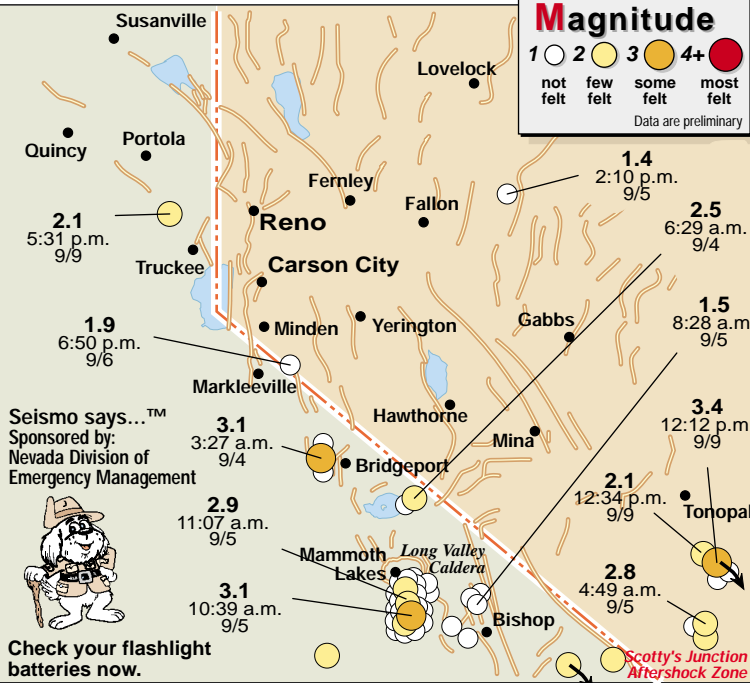 Magnitude
1 2 3 4+
not felt
few felt
some felt
most felt
Data are preliminary
Susanville
Lovelock
Quincy
Portola
Fernley
Fallon
Reno
1.4
2:10 p.m.
9/5
2.5
6:29 a.m.
9/4
2.1
5:31 p.m.
9/9
Truckee
Carson City
1.9
6:50 p.m.
9/6
Minden
Yerington
Gabbs
1.5
8:28 a.m
9/5
Markleeville
Hawthorne
Mina
Seismo says...™
Sponsored by:
Nevada Division of
Emergency Management
3.1
3:27 a.m.
9/4
Bridgeport
3.4
12:12 p.m.
9/9
2.1
12:34 p.m.
9/9
Tonopa
2.9
11:07 a.m.
9/5
Mammoth
Lakes
Long Valley
Caldera
3.1
10:39 a.m.
9/5
2.8
4:49 a.m.
9/5
Bishop
Check your flashlight
batteries now.
Scotty's Junction
Aftershock Zone